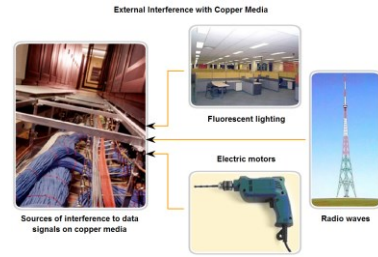 External Interference with Copper Media
Fluorescent lighting
Electric motors
Sources of interference to data
signals on copper media
Radio waves